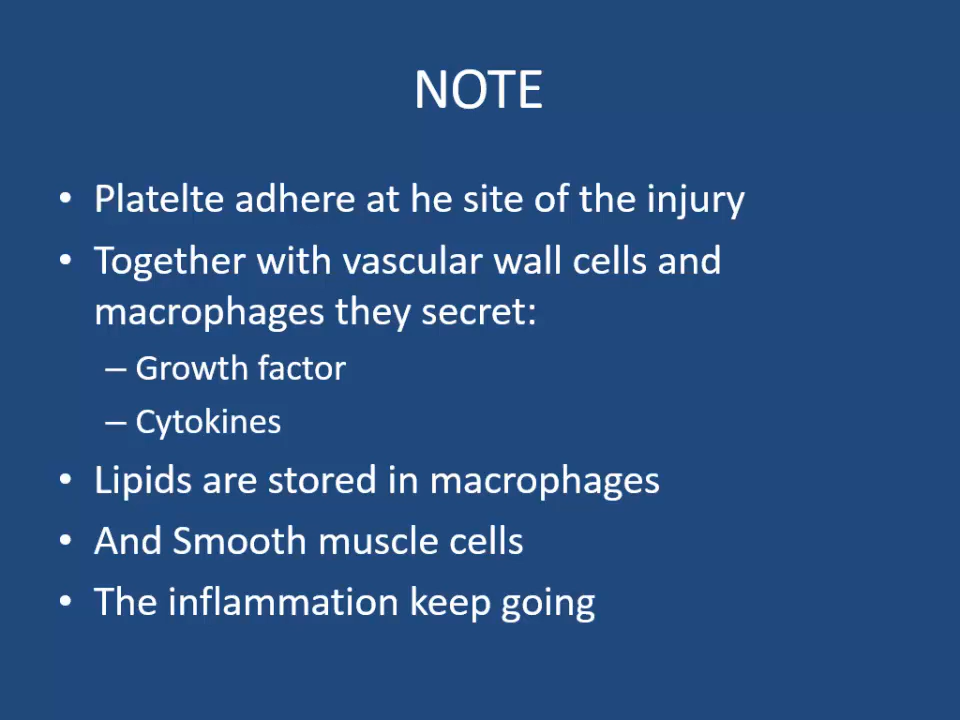 NOTE
• Platelte adhere at he site of the injury
• Together with vascular wall cells and
macrophages they secret:
– Growth factor
– Cytokines
• Lipids are stored in macrophages
• And Smooth muscle cells
• The inflammation keep going